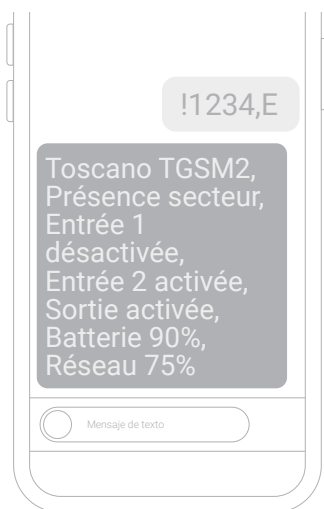 !1234,E
Toscano TGSM2,
Présence secteur,
Entrée 1
désactivée,
Entrée 2 activée,
Sortie activée,
Batterie 90%,
Réseau 75%
Mensaje de texto